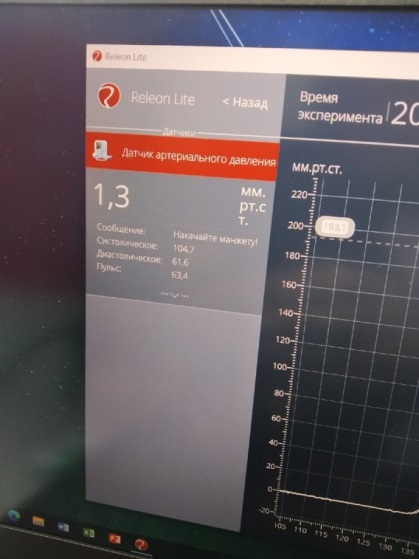 Releon Lite
Releon Lite
< Назад
Датчики
Датчик артериального давления
1,3
мм.
рт.с
т.
Сообщение: Накачайте манжету!
Систолическое: 104,7
Диастолическое: 61,6
Пульс: 63,4
Время
эксперимента
20
мм.рт.ст.
220
200
193.1
180
160
140
120
100
80
60
40
20
0
-20
105 110 115 120 125 130 135